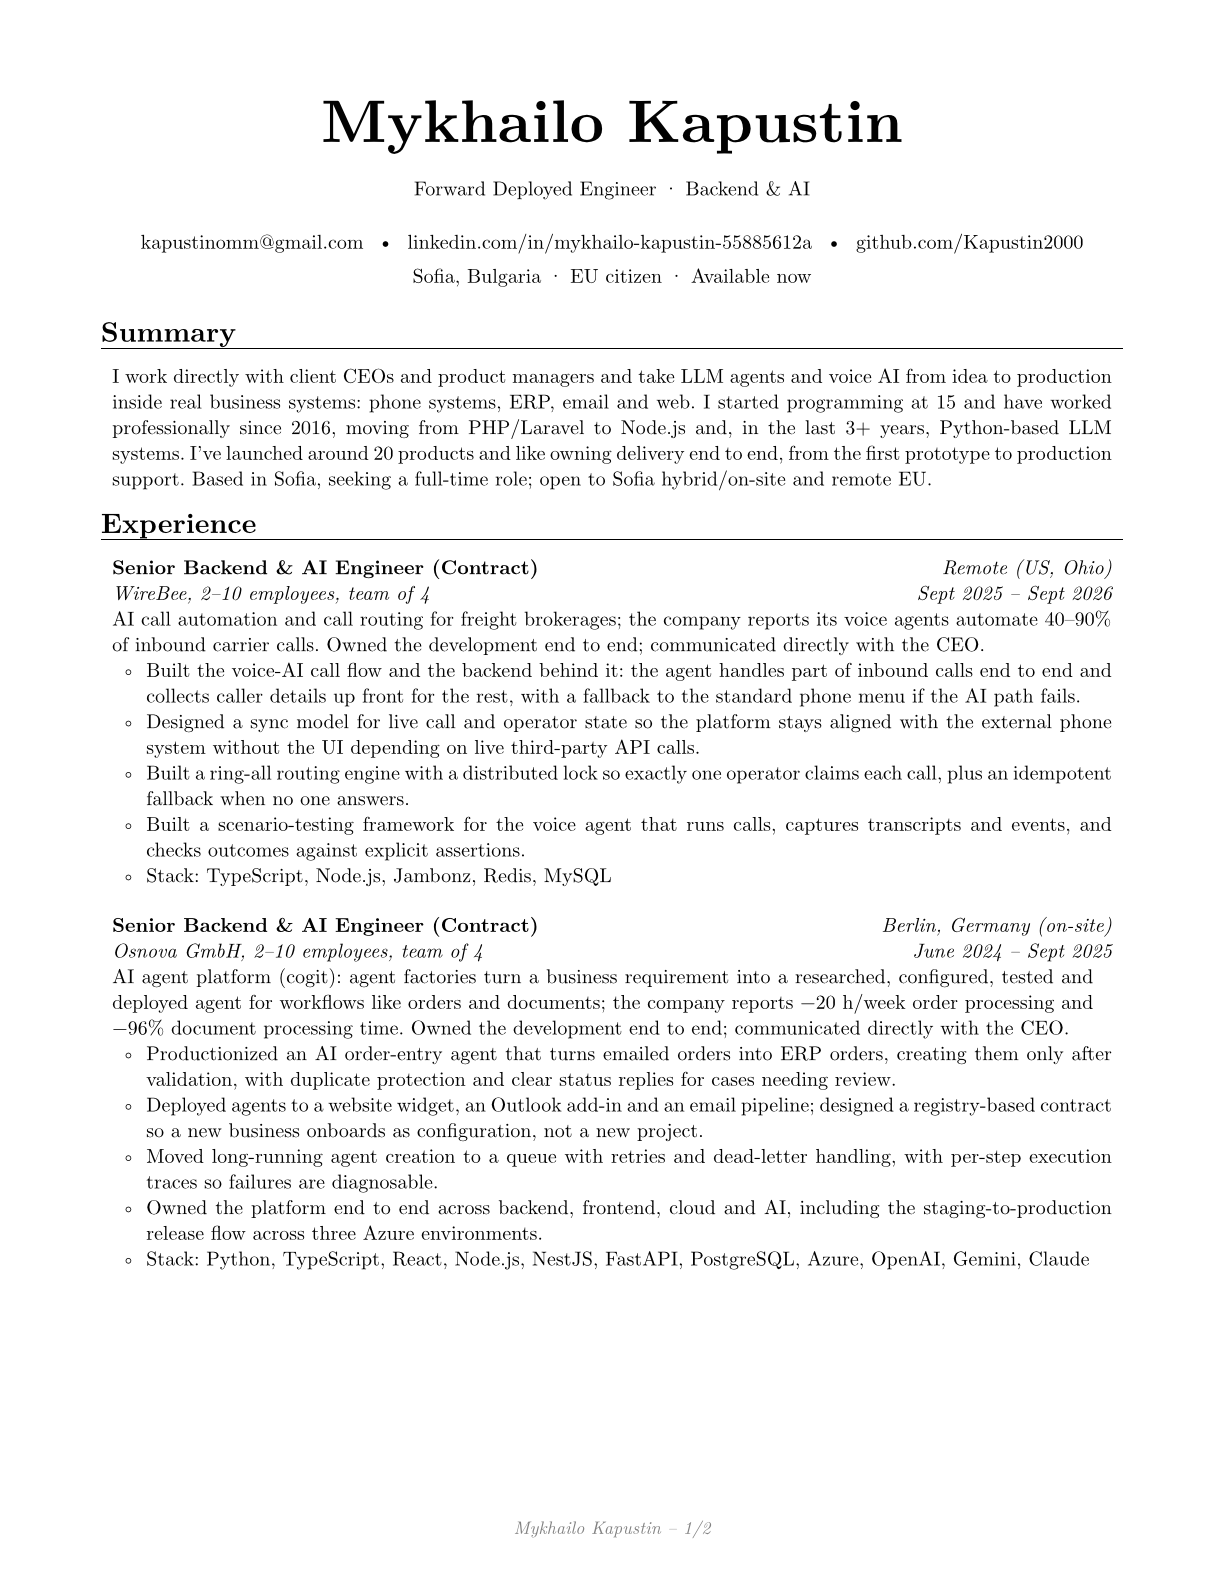 Mykhailo Kapustin
Forward Deployed Engineer · Backend & AI
kapustinomm@gmail.com • linkedin.com/in/mykhailo-kapustin-55885612a • github.com/Kapustin2000
Sofia, Bulgaria · EU citizen · Available now
Summary
I work directly with client CEOs and product managers and take LLM agents and voice AI from idea to production
inside real business systems: phone systems, ERP, email and web. I started programming at 15 and have worked
professionally since 2016, moving from PHP/Laravel to Node.js and, in the last 3+ years, Python-based LLM
systems. I've launched around 20 products and like owning delivery end to end, from the first prototype to production
support. Based in Sofia, seeking a full-time role; open to Sofia hybrid/on-site and remote EU.
Experience
Senior Backend & AI Engineer (Contract) Remote (US, Ohio)
WireBee, 2–10 employees, team of 4 Sept 2025 – Sept 2026
AI call automation and call routing for freight brokerages; the company reports its voice agents automate 40–90%
of inbound carrier calls. Owned the development end to end; communicated directly with the CEO.
◦ Built the voice-AI call flow and the backend behind it: the agent handles part of inbound calls end to end and
collects caller details up front for the rest, with a fallback to the standard phone menu if the AI path fails.
◦ Designed a sync model for live call and operator state so the platform stays aligned with the external phone
system without the UI depending on live third-party API calls.
◦ Built a ring-all routing engine with a distributed lock so exactly one operator claims each call, plus an idempotent
fallback when no one answers.
◦ Built a scenario-testing framework for the voice agent that runs calls, captures transcripts and events, and
checks outcomes against explicit assertions.
◦ Stack: TypeScript, Node.js, Jambonz, Redis, MySQL
Senior Backend & AI Engineer (Contract) Berlin, Germany (on-site)
Osnova GmbH, 2–10 employees, team of 4 June 2024 – Sept 2025
AI agent platform (cogit): agent factories turn a business requirement into a researched, configured, tested and
deployed agent for workflows like orders and documents; the company reports −20 h/week order processing and
−96% document processing time. Owned the development end to end; communicated directly with the CEO.
◦ Productionized an AI order-entry agent that turns emailed orders into ERP orders, creating them only after
validation, with duplicate protection and clear status replies for cases needing review.
◦ Deployed agents to a website widget, an Outlook add-in and an email pipeline; designed a registry-based contract
so a new business onboards as configuration, not a new project.
◦ Moved long-running agent creation to a queue with retries and dead-letter handling, with per-step execution
traces so failures are diagnosable.
◦ Owned the platform end to end across backend, frontend, cloud and AI, including the staging-to-production
release flow across three Azure environments.
◦ Stack: Python, TypeScript, React, Node.js, NestJS, FastAPI, PostgreSQL, Azure, OpenAI, Gemini, Claude
Mykhailo Kapustin – 1/2